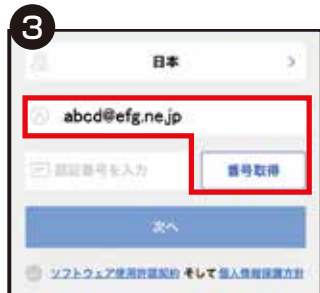 3
日本
abcd@efg.ne.jp
認証番号を入力 番号取得
次へ
ソフトウェア使用許諾契約 そして 個人情報保護方針